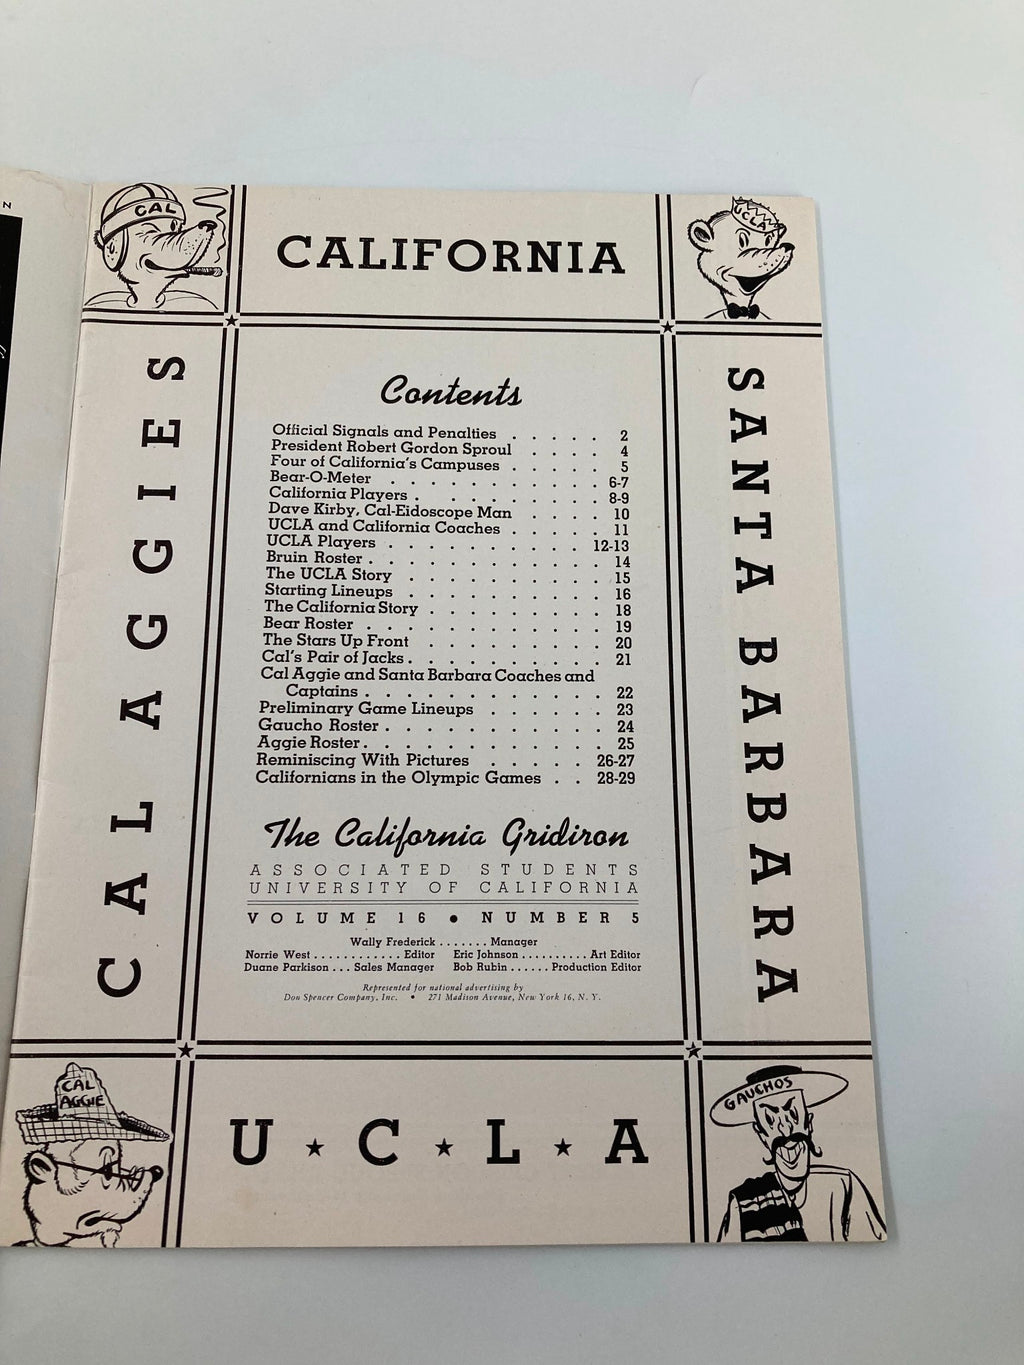 N
CAL
CALIFORNIA
UCLA
CAL AGGIES
SANTA BARBARA
Contents
Official Signals and Penalties . . . . . 2
President Robert Gordon Sproul . . . . 4
Four of California's Campuses . . . . . 5
Bear-O-Meter . . . . . . . . . . 6-7
California Players . . . . . . . . . 8-9
Dave Kirby, Cal-Eidoscope Man . . . . 10
UCLA and California Coaches . . . . . 11
UCLA Players . . . . . . . . . . 12-13
Bruin Roster . . . . . . . . . . . . 14
The UCLA Story . . . . . . . . . . 15
Starting Lineups . . . . . . . . . . 16
The California Story . . . . . . . . . 18
Bear Roster . . . . . . . . . . . . 19
The Stars Up Front . . . . . . . . . 20
Cal's Pair of Jacks . . . . . . . . . . 21
Cal Aggie and Santa Barbara Coaches and
Captains . . . . . . . . . . . . 22
Preliminary Game Lineups . . . . . . 23
Gaucho Roster . . . . . . . . . . . 24
Aggie Roster . . . . . . . . . . . . 25
Reminiscing With Pictures . . . . . 26-27
Californians in the Olympic Games . . 28-29
The California Gridiron
ASSOCIATED STUDENTS
UNIVERSITY OF CALIFORNIA
VOLUME 16 • NUMBER 5
Wally Frederick ....... Manager
Norrie West ............ Editor Eric Johnson .......... Art Editor
Duane Parkison ... Sales Manager Bob Rubin ...... Production Editor
Represented for national advertising by
Don Spencer Company, Inc. • 271 Madison Avenue, New York 16, N. Y.
CAL
AGGIE
U★C★L★A
GAUCHOS